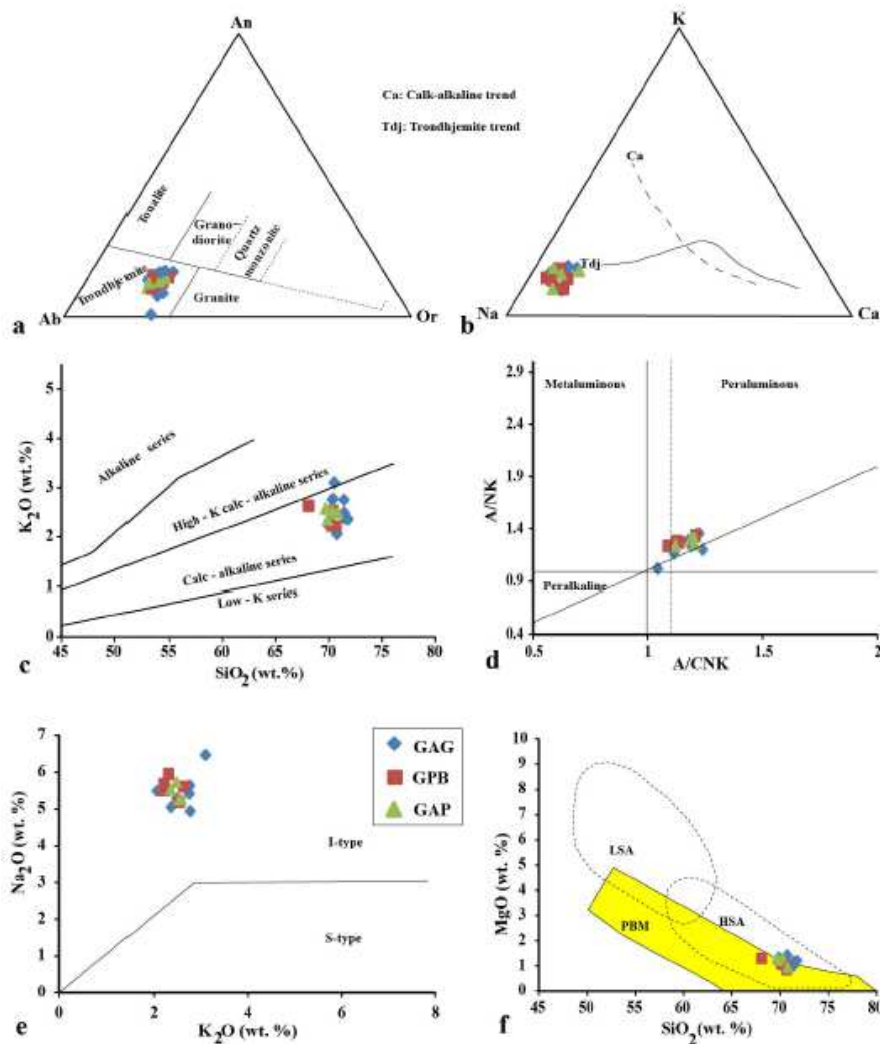 An
Ca: Calk-alkaline trend
Tdj: Trondhjemite trend
Tonalite
Grano-
diorite
Quartz
monzonite
Trondhjemite
Granite
Ab
Or
a
K
Ca
Tdj
Na
Ca
b
K2O (wt.%)
5
4
3
2
1
0
Alkaline series
High - K calc - alkaline series
Calc - alkaline series
Low - K series
45 50 55 60 65 70 75 80
SiO2 (wt.%)
c
A/NK
2.9
2.4
1.9
1.4
0.9
0.4
Metaluminous
Peraluminous
Peralkaline
0.5 1 1.5 2
A/CNK
d
Na2O (wt. %)
7
6
5
4
3
2
1
0
GAG
GPB
GAP
I-type
S-type
0 2 4 6 8
K2O (wt. %)
e
MgO (wt. %)
10
9
8
7
6
5
4
3
2
1
0
LSA
PBM
HSA
45 50 55 60 65 70 75 80
SiO2 (wt. %)
f